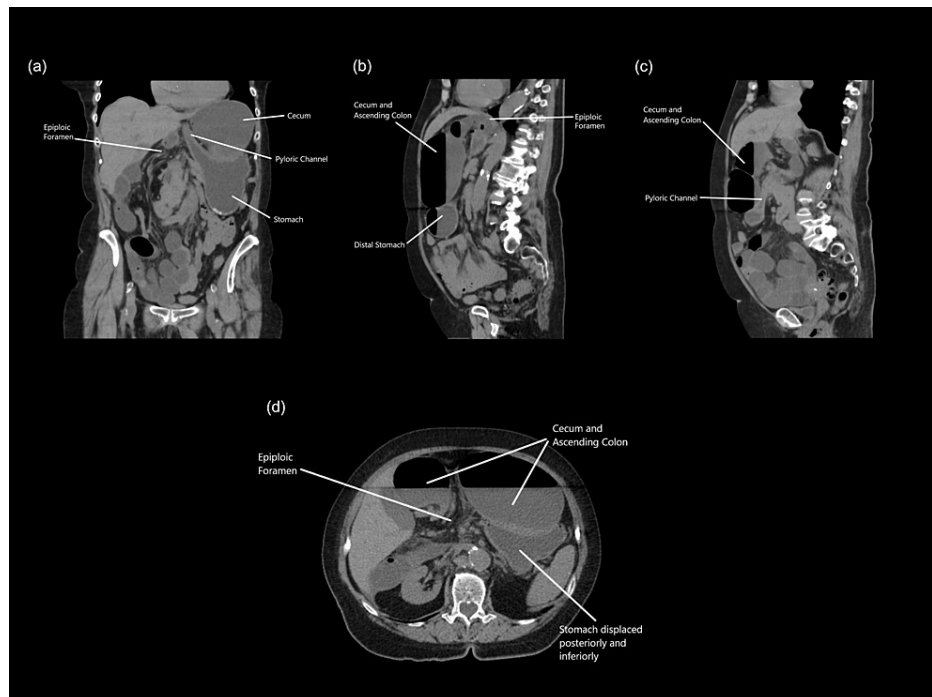 (a)
Epiploic
Foramen
Cecum
Pyloric Channel
Stomach
(b)
Cecum and
Ascending Colon
Epiploic
Foramen
Distal Stomach
(c)
Cecum and
Ascending Colon
Pyloric Channel
(d)
Epiploic
Foramen
Cecum and
Ascending Colon
Stomach displaced
posteriorly and
inferiorly